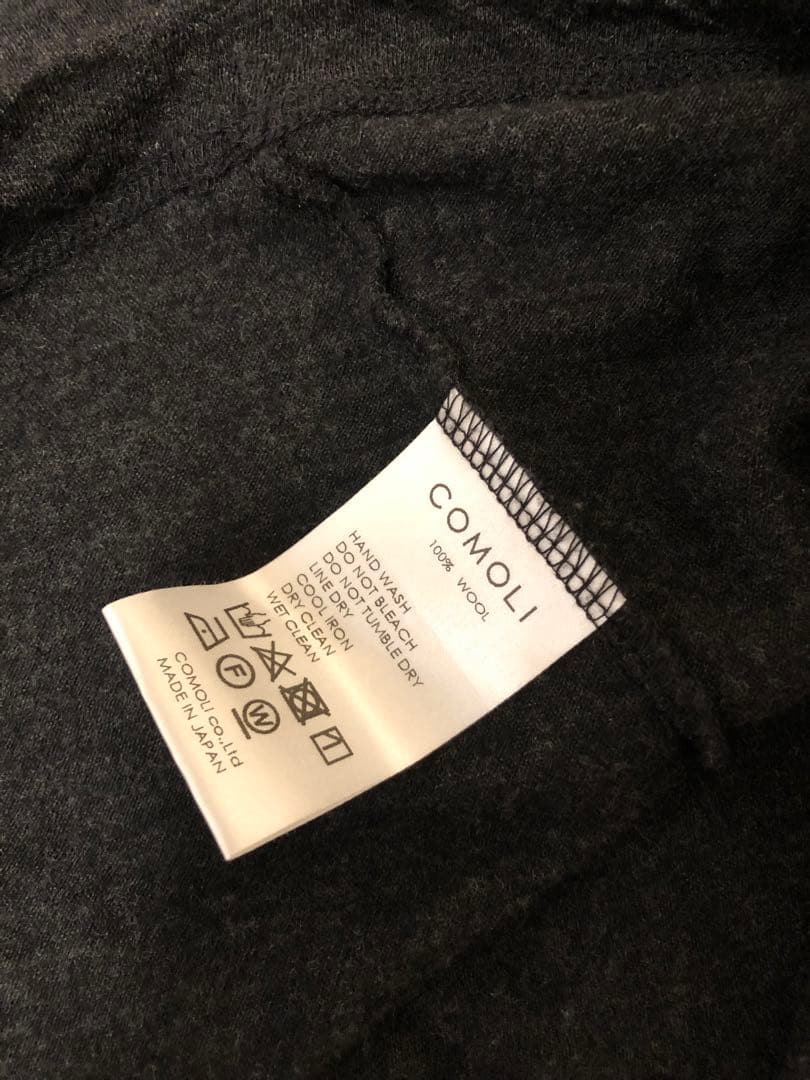 COMOLI
100% WOOL
HAND WASH
DO NOT BLEACH
DO NOT TUMBLE DRY
LINE DRY
COOL IRON
DRY CLEAN
WET CLEAN
F
W
COMOLI co.,Ltd
MADE IN JAPAN